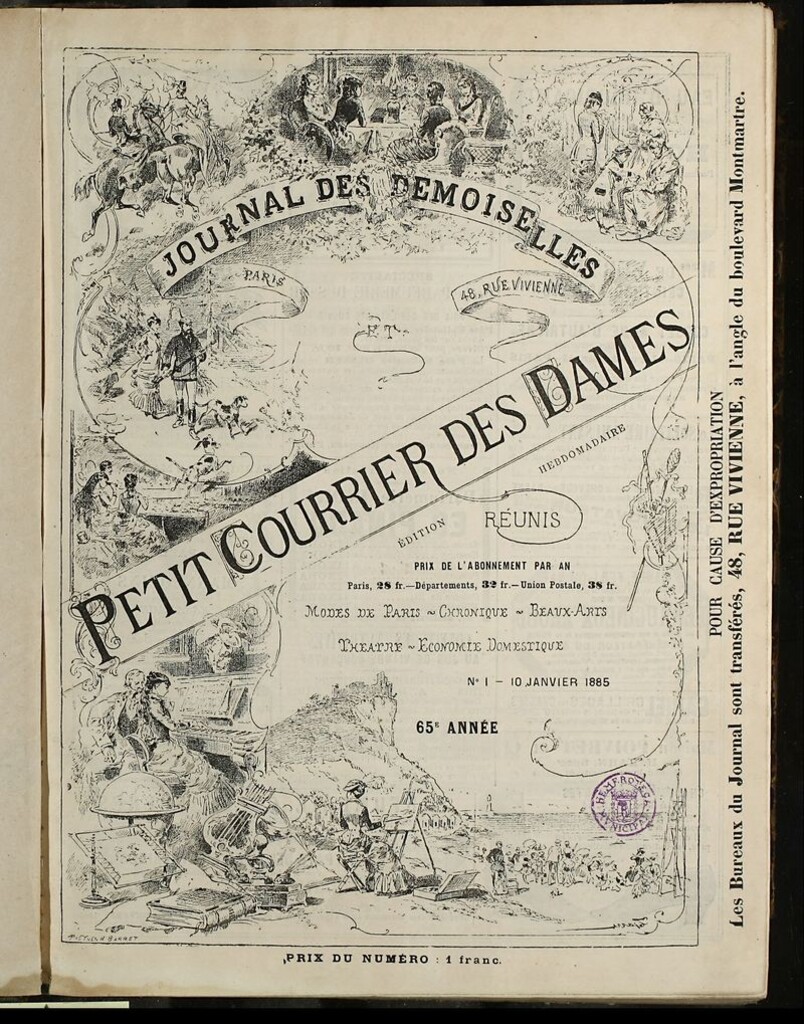 JOURNAL DES DEMOISELLES
PARIS
48, RUE VIVIENNE
ET
PETIT COURRIER DES DAMES
ÉDITION HEBDOMADAIRE
RÉUNIS
PRIX DE L'ABONNEMENT PAR AN
Paris, 28 fr.—Départements, 32 fr.—Union Postale, 38 fr.
MODES DE PARIS ~ CHRONIQUE ~ BEAUX-ARTS
THEATRE ~ ECONOMIE DOMESTIQUE
N° 1 — 10 JANVIER 1885
65E ANNÉE
HEMEROTECA
MUNICIPAL
PRIX DU NUMÉRO : 1 franc.
POUR CAUSE D'EXPROPRIATION
Les Bureaux du Journal sont transférés, 48, RUE VIVIENNE, à l'angle du boulevard Montmartre.